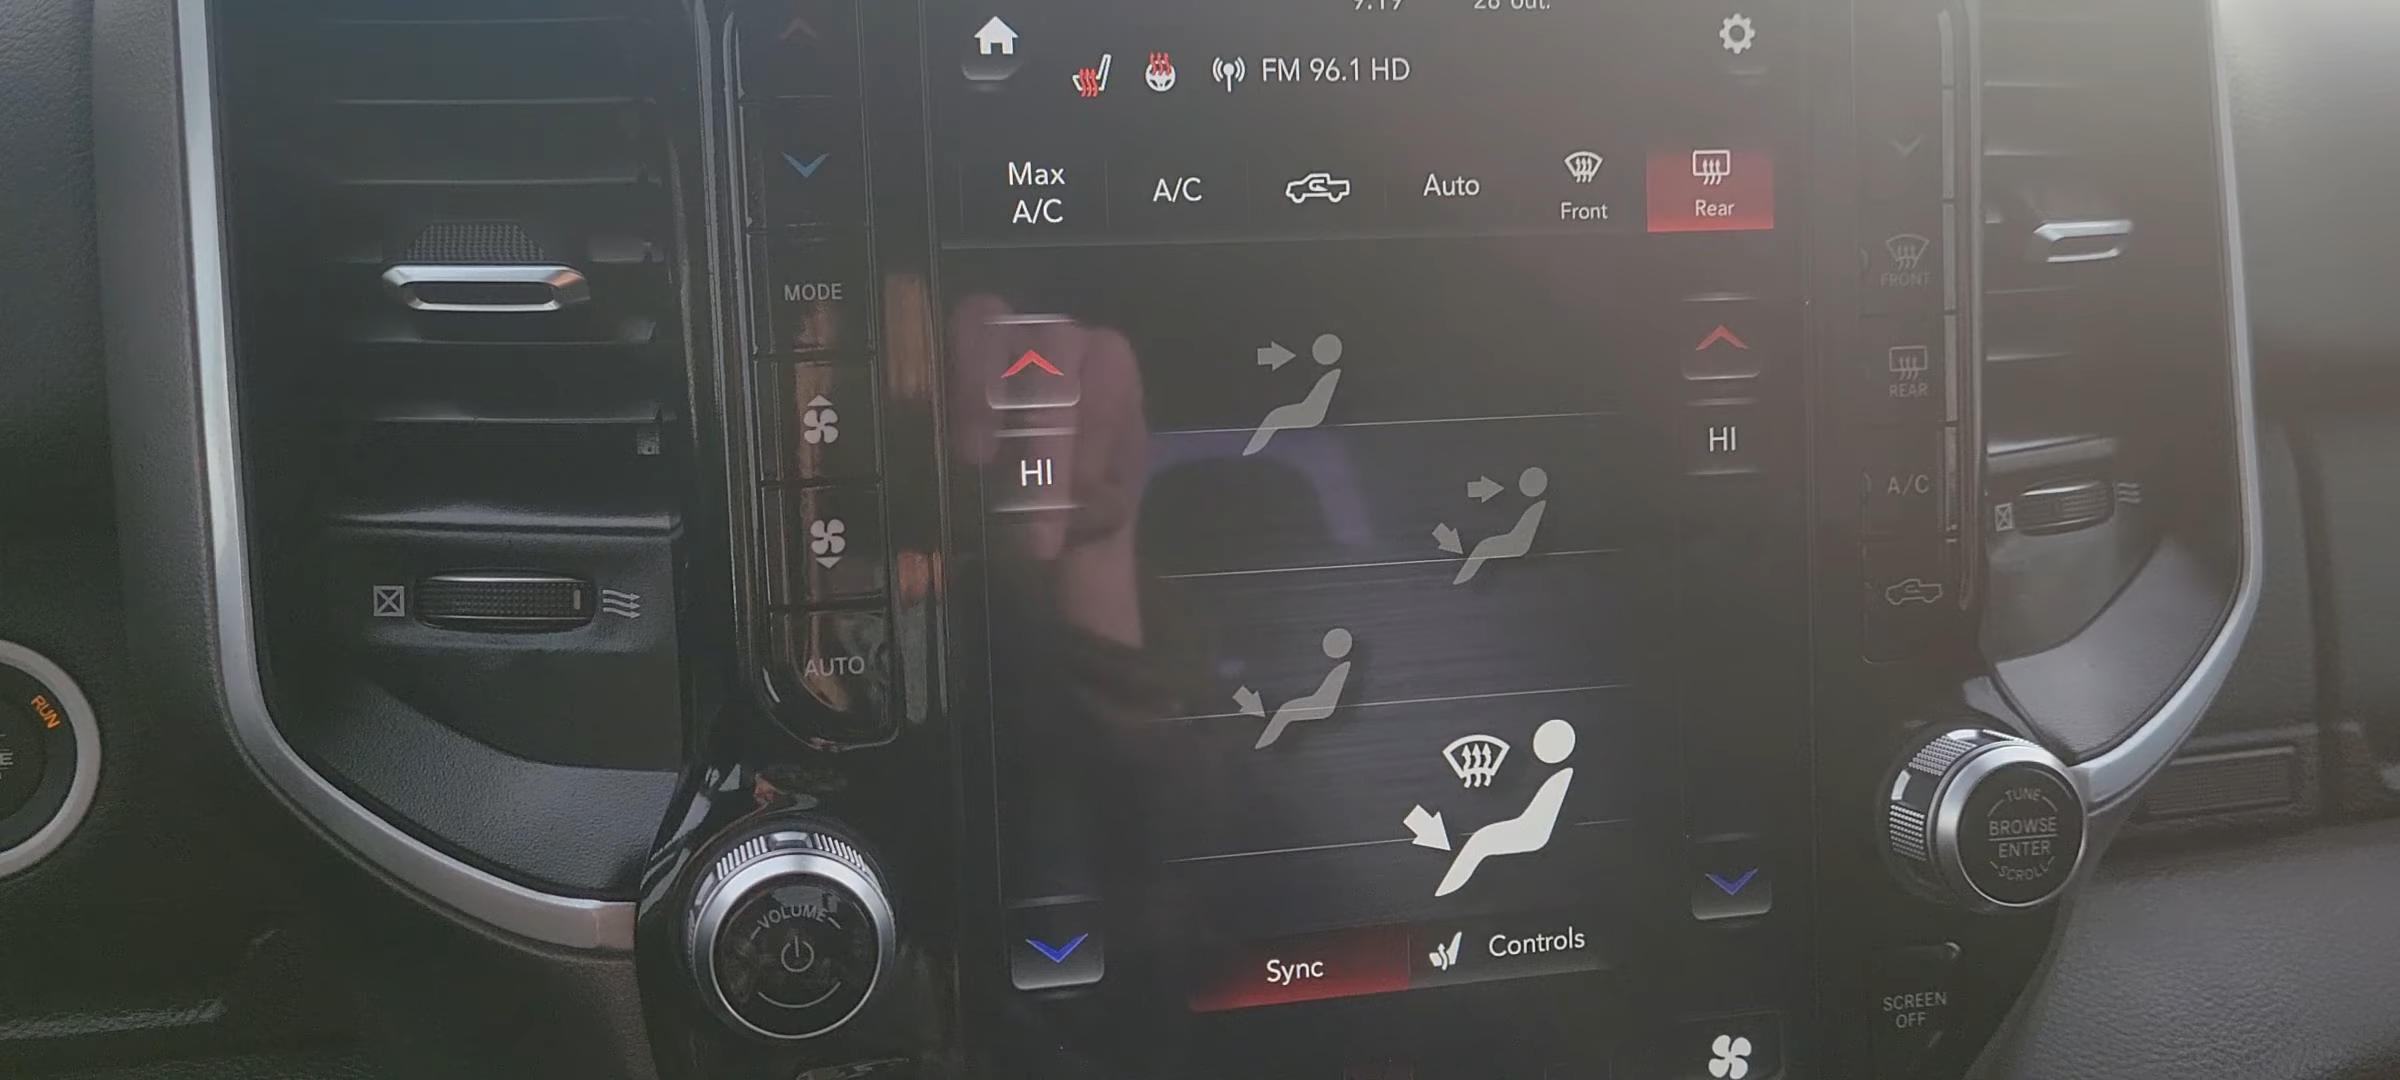 FM 96.1 HD
Max
A/C
A/C
Auto
Front
Rear
MODE
FRONT
REAR
HI
HI
A/C
AUTO
RUN
VOLUME
TUNE
BROWSE
ENTER
SCROLL
Sync
Controls
SCREEN
OFF